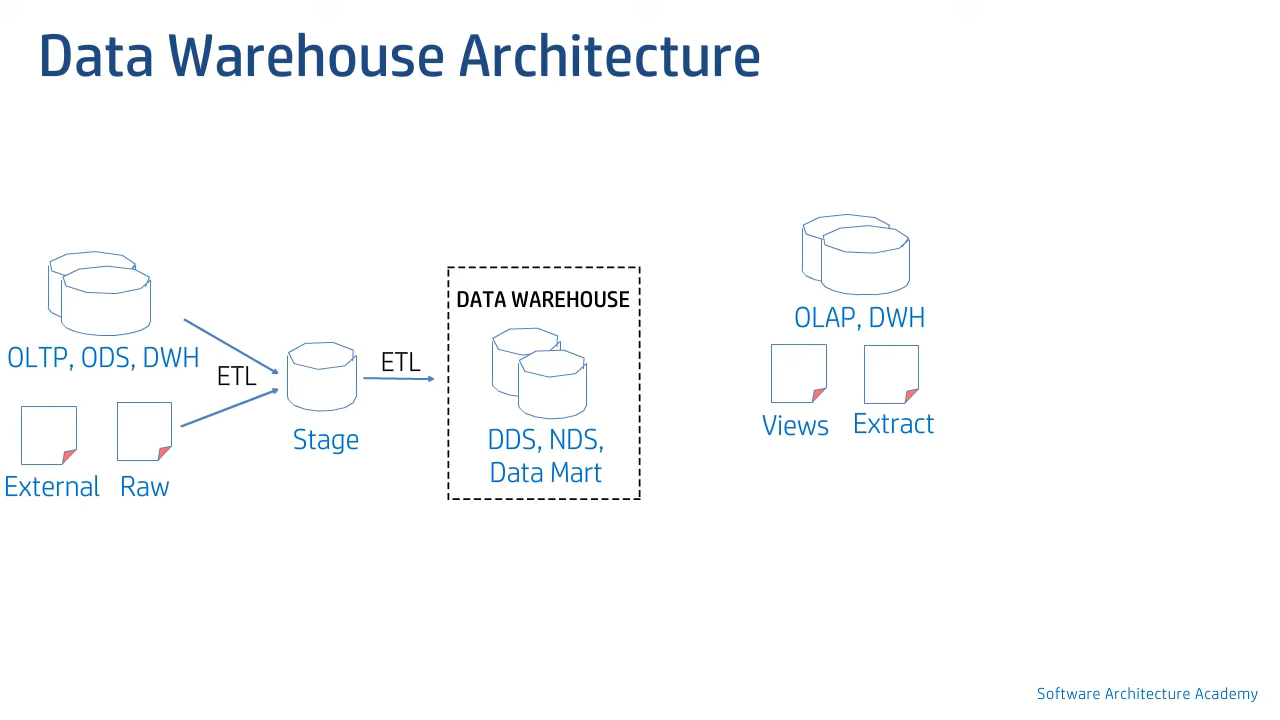 Data Warehouse Architecture
OLTP, ODS, DWH
External
Raw
ETL
Stage
ETL
DATA WAREHOUSE
DDS, NDS,
Data Mart
OLAP, DWH
Views
Extract
Software Architecture Academy